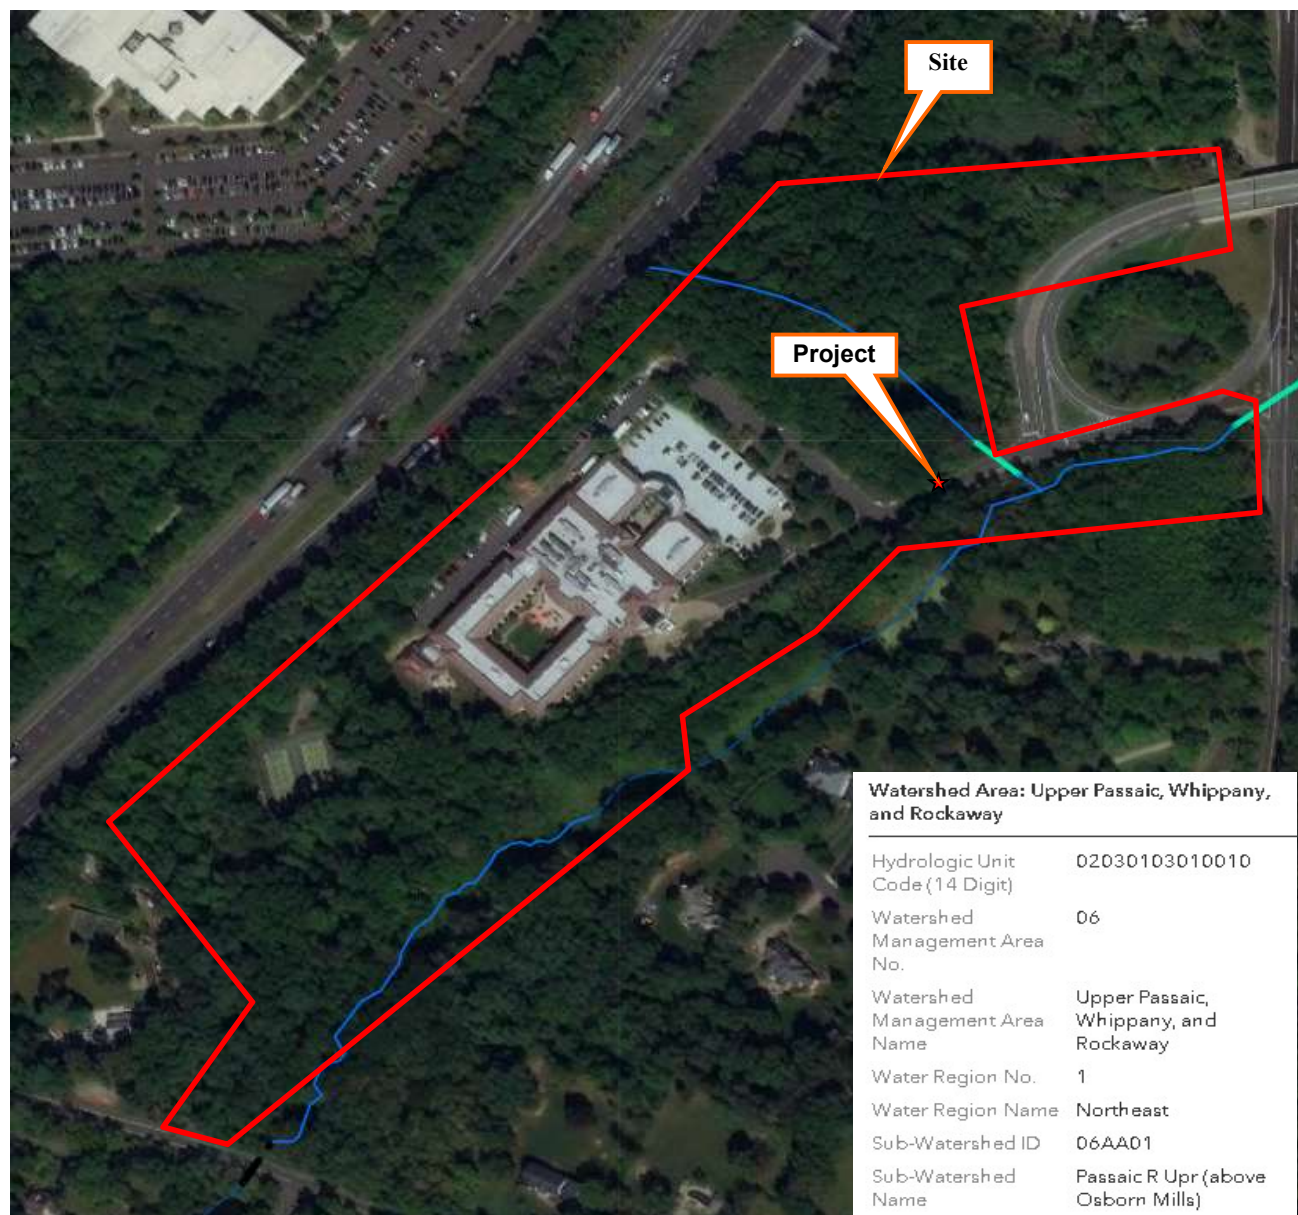 Site
Project
Watershed Area: Upper Passaic, Whippany,
and Rockaway
Hydrologic Unit 02030103010010
Code (14 Digit)
Watershed 06
Management Area
No.
Watershed Upper Passaic,
Management Area Whippany, and
Name Rockaway
Water Region No. 1
Water Region Name Northeast
Sub-Watershed ID 06AA01
Sub-Watershed Passaic R Upr (above
Name Osborn Mills)